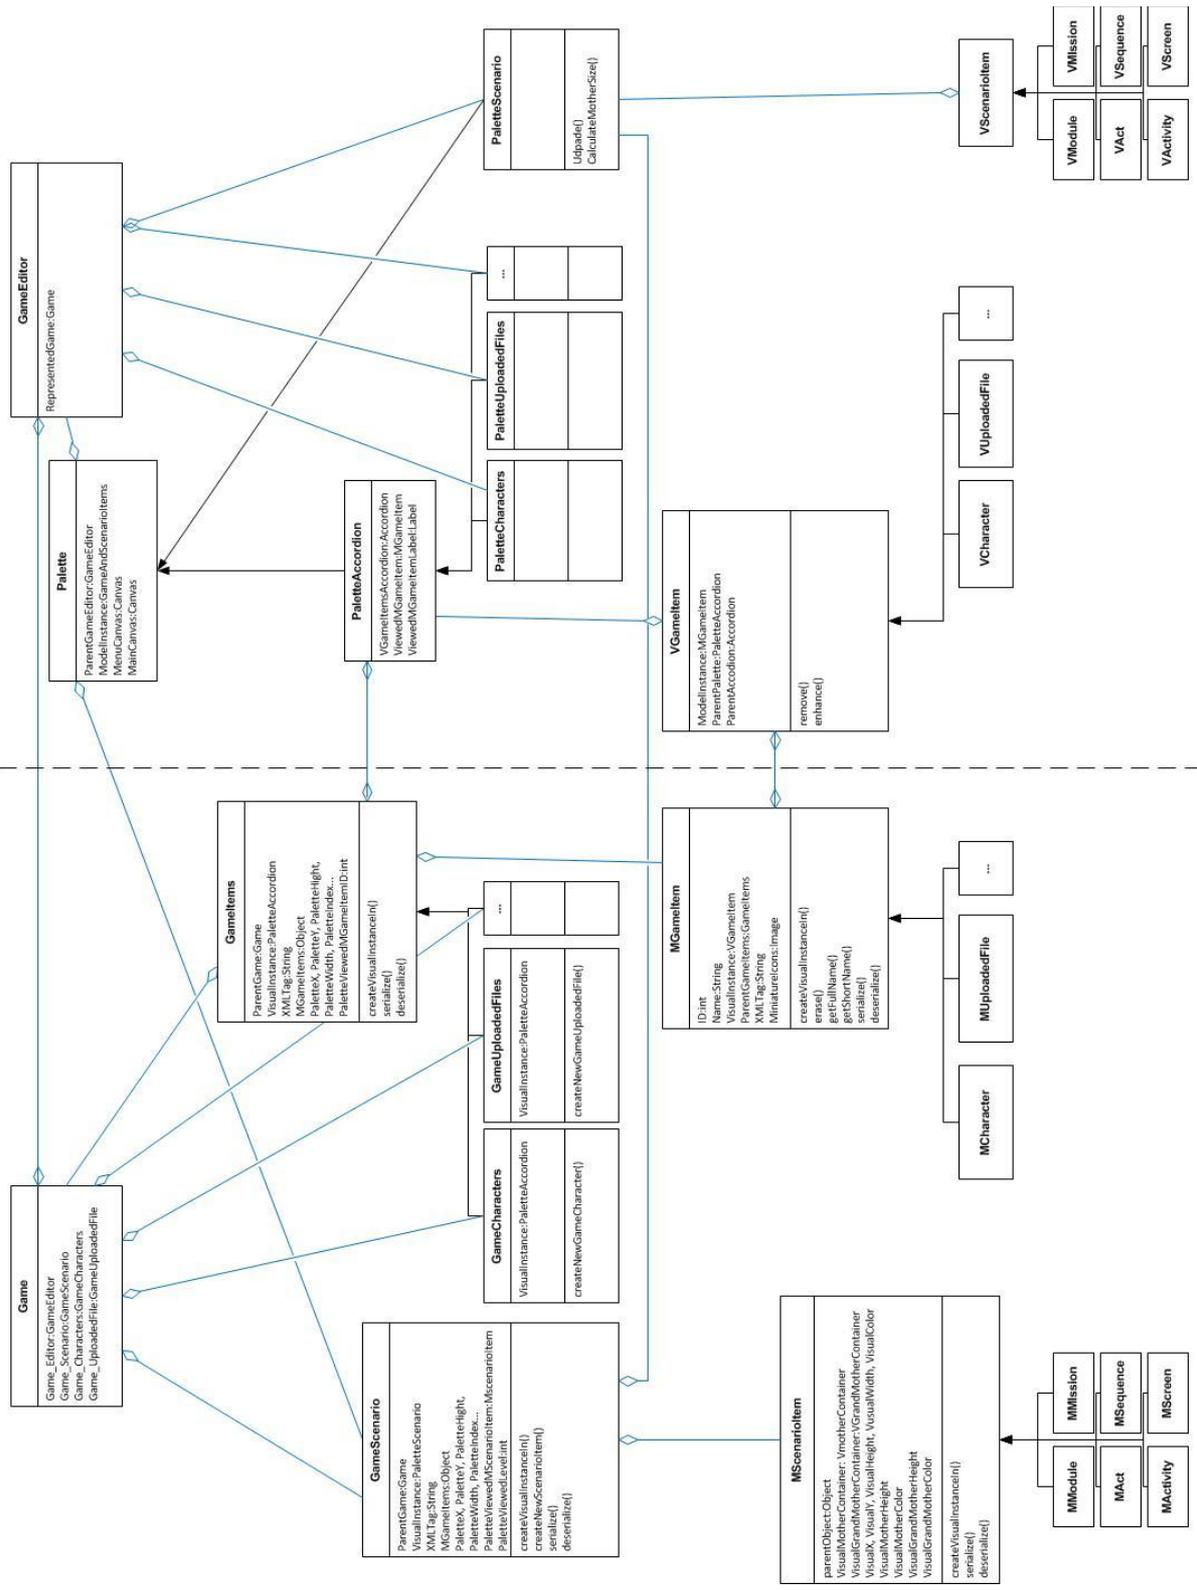 Game
Game_Editor:GameEditor
Game_Scenario:GameScenario
Game_Characters:GameCharacters
Game_UploadedFile:GameUploadedFile
GameEditor
RepresentedGame:Game
Palette
ParentGameEditor:GameEditor
ModelInstance:GameAndScenarioItems
MenuCanvas:Canvas
MainCanvas:Canvas
GameItems
ParentGame:Game
VisualInstance:PaletteAccordion
XMLTag:String
MGameItems:Object
PaletteX, PaletteY, PaletteHight,
PaletteWidth, PaletteIndex...
PaletteViewedMGameItemID:int
createVisualInstanceIn()
serialize()
deserialize()
PaletteAccordion
VGameItemsAccordion:Accordion
ViewedMGameItem:MGameItem
ViewedMGameItemLabel:Label
GameScenario
ParentGame:Game
VisualInstance:PaletteScenario
XMLTag:String
MGameItems:Object
PaletteX, PaletteY, PaletteHight,
PaletteWidth, PaletteIndex...
PaletteViewedMScenarioItem:MscenarioItem
PaletteViewedLevel:int
createVisualInstanceIn()
createNewScenarioItem()
serialize()
deserialize()
GameCharacters
VisualInstance:PaletteAccordion
createNewGameCharacter()
GameUploadedFiles
VisualInstance:PaletteAccordion
createNewGameUploadedFile()
...
PaletteCharacters
PaletteUploadedFiles
...
PaletteScenario
Udpade()
CalculateMotherSize()
MGameItem
ID:int
Name:String
VisualInstance:VGameItem
ParentGameItems:GameItems
XMLTag:String
MiniatureIcons:Image
createVisualInstanceIn()
erase()
getFullName()
getShortName()
serialize()
deserialize()
VGameItem
ModelInstance:MGameItem
ParentPalette:PaletteAccordion
ParentAccodion:Accordion
remove()
enhance()
MScenarioItem
parentObject:Object
VisualMotherContainer: VmotherContainer
VisualGrandMotherContainer:VGrandMotherContainer
VisualX, VisualY, VisualHeight, VusualWidth, VisualColor
VisualMotherHeight
VisualMotherColor
VisualGrandMotherHeight
VisualGrandMotherColor
createVisualInstanceIn()
serialize()
deserialize()
MCharacter
MUploadedFile
...
VCharacter
VUploadedFile
...
VScenarioItem
MModule
MMIssion
MAct
MSequence
MActivity
MScreen
VModule
VMIssion
VAct
VSequence
VActivity
VScreen